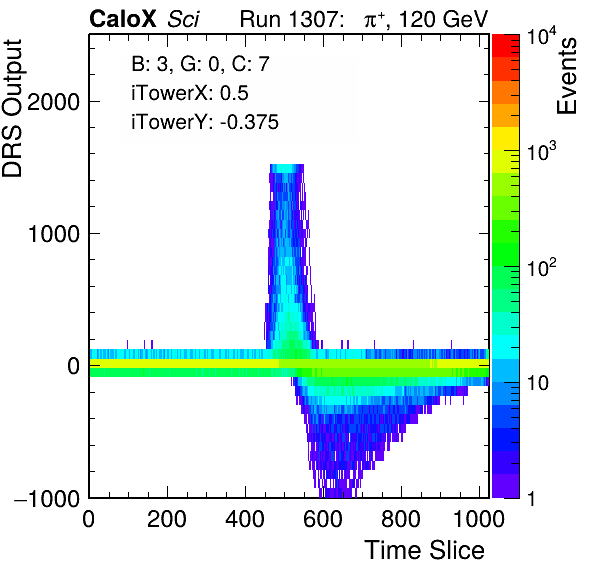 CaloX Sci Run 1307: π⁺, 120 GeV
B: 3, G: 0, C: 7
iTowerX: 0.5
iTowerY: -0.375
DRS Output
2000
1000
0
−1000
0 200 400 600 800 1000
Time Slice
Events
10⁴
10³
10²
10
1